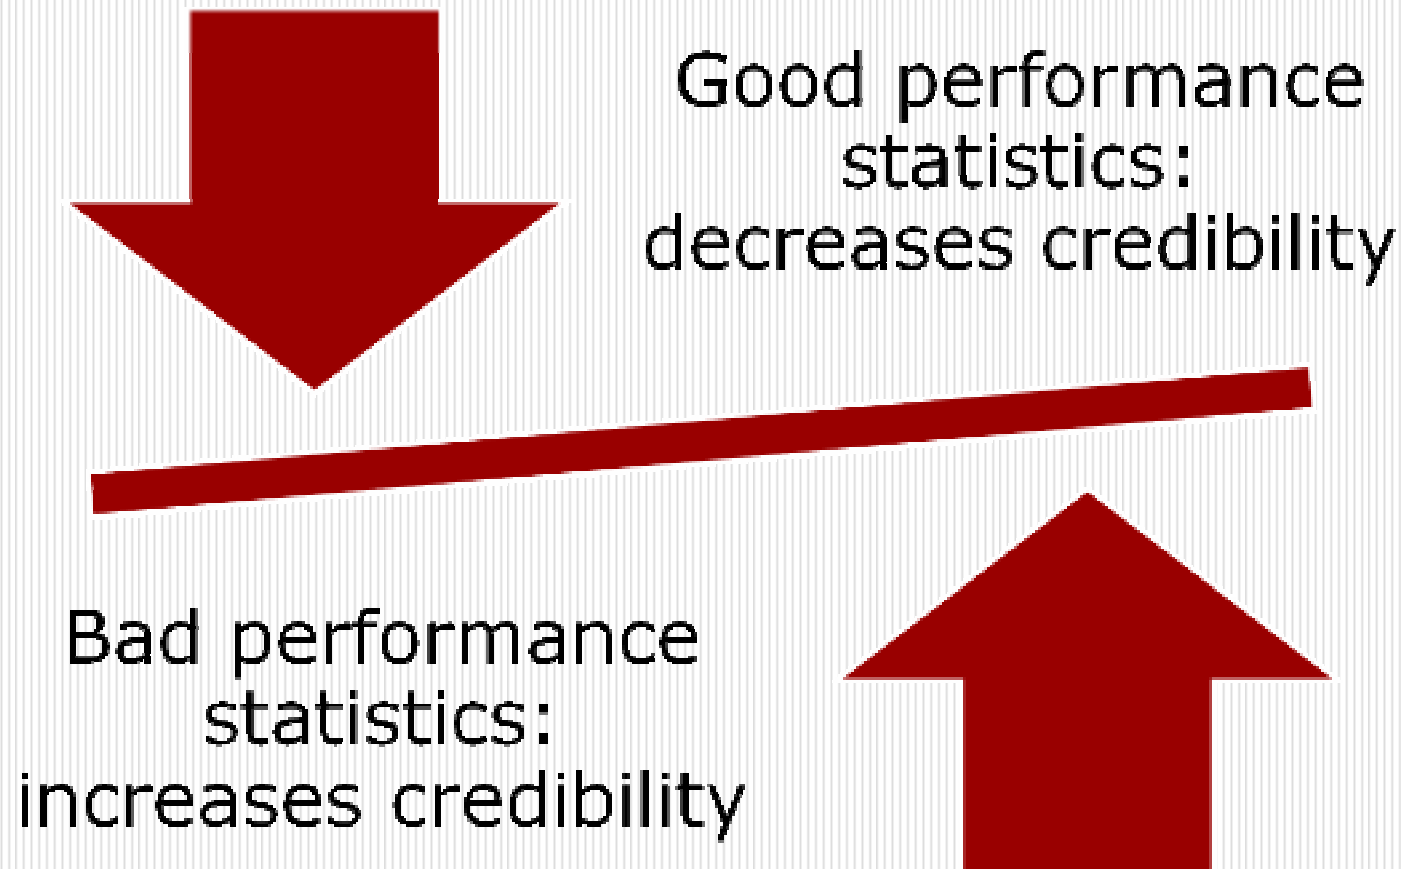 Good performance
statistics:
decreases credibility
Bad performance
statistics:
increases credibility